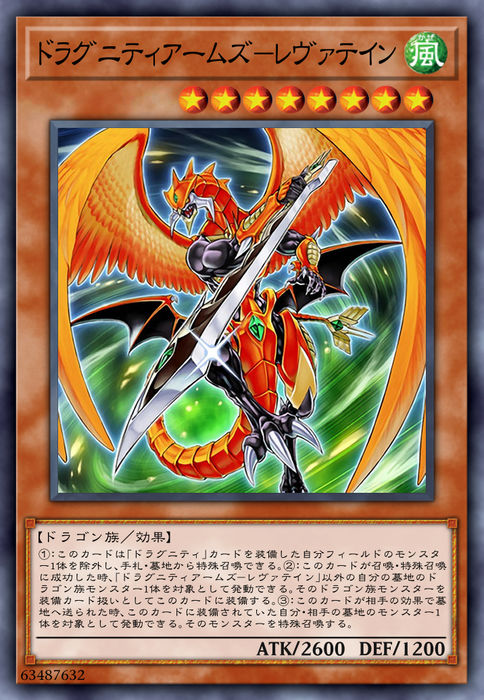 ドラグニティアームズ－レヴァテイン
風
かぜ
【ドラゴン族／効果】
①：このカードは「ドラグニティ」カードを装備した自分フィールドのモンスター
1体を除外し、手札・墓地から特殊召喚できる。②：このカードが召喚・特殊召喚
に成功した時、「ドラグニティアームズ－レヴァテイン」以外の自分の墓地のド
ラゴン族モンスター1体を対象として発動できる。そのドラゴン族モンスターを
装備カード扱いとしてこのカードに装備する。③：このカードが相手の効果で墓
地へ送られた時、このカードに装備されていた自分・相手の墓地のモンスター1
体を対象として発動できる。そのモンスターを特殊召喚する。
ATK/2600 DEF/1200
63487632